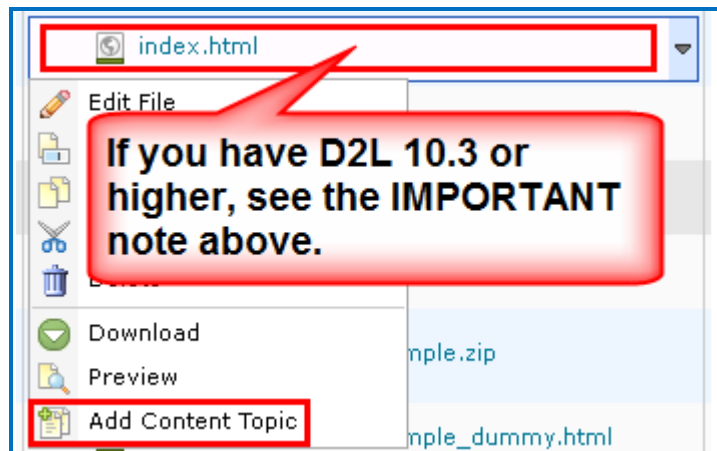 index.html
Edit File
If you have D2L 10.3 or
higher, see the IMPORTANT
note above.
Download
mple.zip
Preview
Add Content Topic
mple_dummy.html